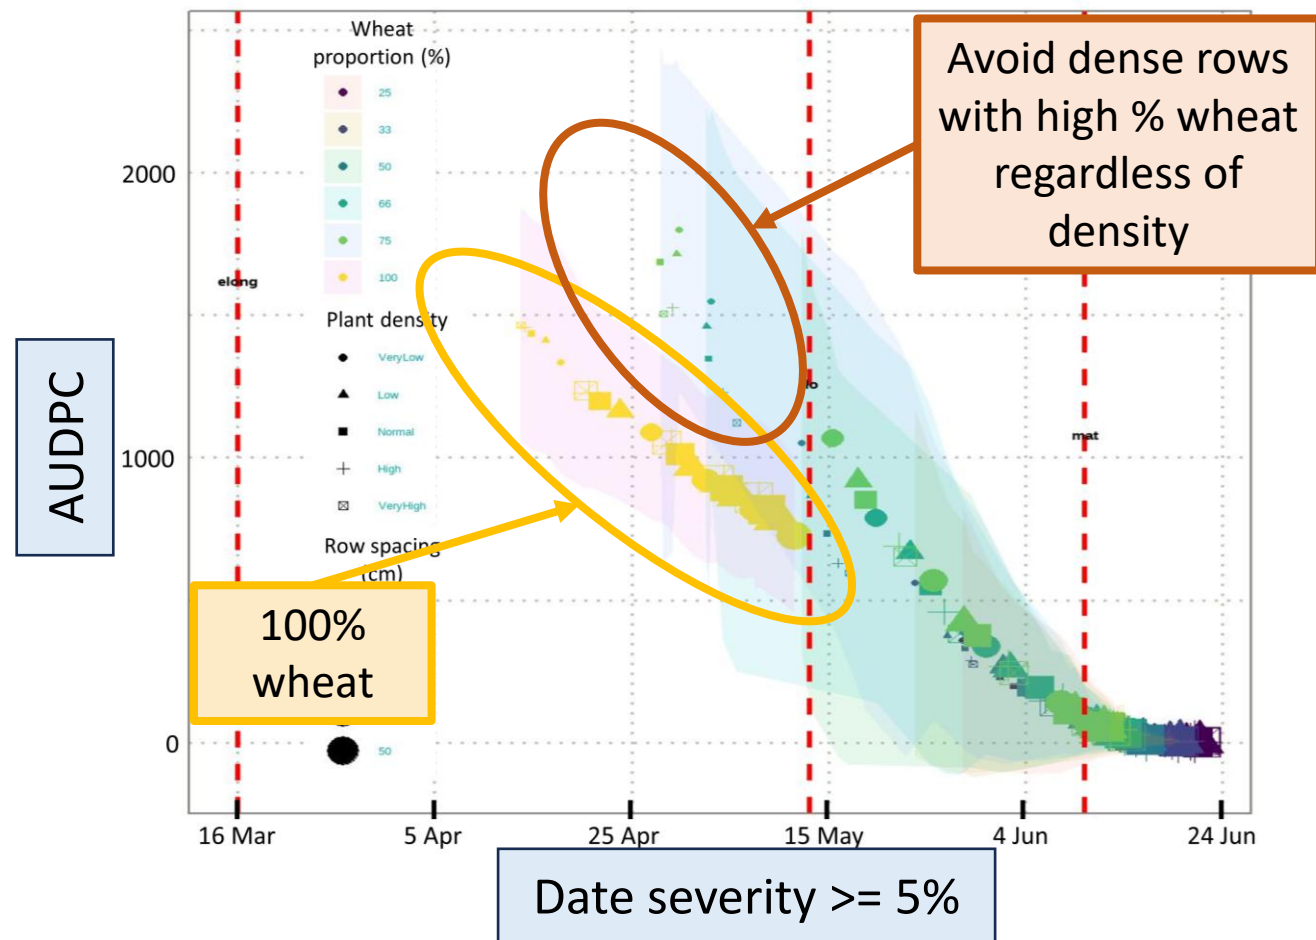 Wheat
proportion (%)
25
33
50
66
75
100
Plant density
VeryLow
Low
Normal
High
VeryHigh
Row spacing
(cm)
50
100%
wheat
Avoid dense rows
with high % wheat
regardless of
density
elong
mat
AUDPC
2000
1000
0
16 Mar
5 Apr
25 Apr
15 May
4 Jun
24 Jun
Date severity >= 5%